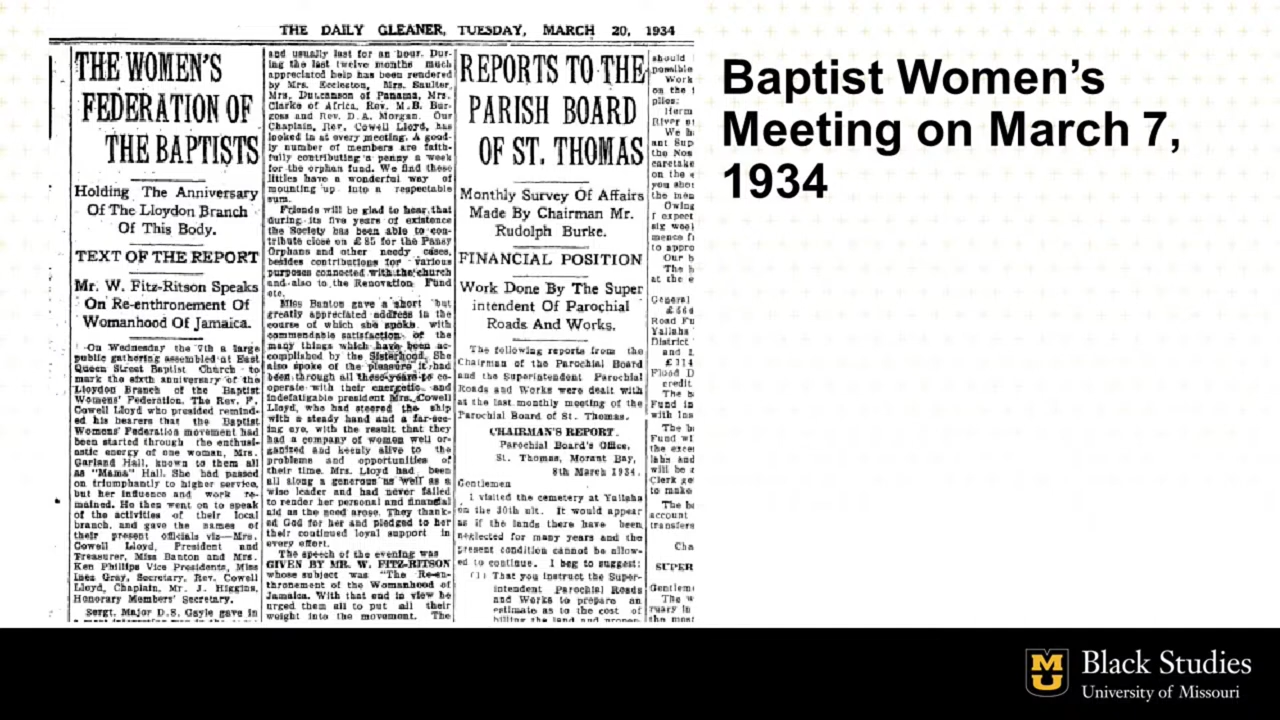 THE DAILY GLEANER, TUESDAY, MARCH 20, 1934
THE WOMEN'S
FEDERATION OF
THE BAPTISTS
Holding The Anniversary
Of The Lloydon Branch
Of This Body.
TEXT OF THE REPORT
Mr. W. Fitz-Ritson Speaks
On Re-enthronement Of
Womanhood Of Jamaica.
On Wednesday the 7th a large
public gathering assembled at East
Queen Street Baptist Church to
mark the sixth anniversary of the
Lloydon Branch of the Baptist
Womens' Federation. The Rev. F.
Cowell Lloyd who presided remind-
ed his hearers that the Baptist
Womens' Federation movement had
been started through the enthusi-
astic energy of one woman, Mrs.
Garland Hall, known to them all
as "Mama" Hall. She had passed
on triumphantly to higher service,
but her influence and work re-
mained. He then went on to speak
of the activities of their local
branch, and gave the names of
their present officials viz—Mrs.
Cowell Lloyd, President and
Treasurer, Miss Banton and Mrs.
Ken Phillips Vice Presidents, Miss
Inez Gray, Secretary, Rev. Cowell
Lloyd, Chaplain, Mr. J. Higgins,
Honorary Members' Secretary.
Sergt. Major D.S. Gayle gave in
and usually last for an hour. Dur-
ing the last twelve months much
appreciated help has been rendered
by Mrs. Eccleston, Mrs. Saulter,
Mrs. Dutcanson of Panama, Mrs.
Clarke of Africa, Rev. M.B. Bur-
goss and Rev. D.A. Morgan. Our
Chaplain, Rev. Cowell Lloyd, has
looked in at every meeting. A good-
ly number of members are faith-
fully contributing a penny a week
for the orphan fund. We find these
littles have a wonderful way of
mounting up into a respectable
sum.
Friends will be glad to hear that
during its five years of existence
the Society has been able to con-
tribute close on £85 for the Pansy
Orphans and other needy cases,
besides contributions for various
purposes connected with the church
and also to the Renovation Fund
etc.
Miss Banton gave a short but
greatly appreciated address in the
course of which she spoke with
commendable satisfaction of the
many things which have been ac-
complished by the Sisterhood. She
also spoke of the pleasure it had
been through all these years to co-
operate with their energetic and
indefatigable president Mrs. Cowell
Lloyd, who had steered the ship
with a steady hand and a far-see-
ing eye, with the result that they
had a company of women well or-
ganized and keenly alive to the
problems and opportunities of
their time. Mrs. Lloyd had been
all along a generous as well as a
wise leader and had never failed
to render her personal and financial
aid as the need arose. They thank-
ed God for her and pledged to her
their continued loyal support in
every effort.
The speech of the evening was
GIVEN BY MR. W. FITZ-RITSON
whose subject was "The Re-en-
thronement of the Womanhood of
Jamaica. With that end in view he
urged them all to put all their
weight into the movement. The
REPORTS TO THE
PARISH BOARD
OF ST. THOMAS
Monthly Survey Of Affairs
Made By Chairman Mr.
Rudolph Burke.
FINANCIAL POSITION
Work Done By The Super
intendent Of Parochial
Roads And Works.
The following reports from the
Chairman of the Parochial Board
and the Superintendent Parochial
Roads and Works were dealt with
at the last monthly meeting of the
Parochial Board of St. Thomas.
CHAIRMAN'S REPORT.
Parochial Board's Office,
St. Thomas, Morant Bay,
8th March 1934.
Gentlemen
I visited the cemetery at Yallahs
on the 30th ult. It would appear
as if the lands there have been
neglected for many years and the
present condition cannot be allow-
ed to continue. I beg to suggest:
(1) That you instruct the Super-
intendent Parochial Roads
and Works to prepare an
estimate as to the cost of
Baptist Women's
Meeting on March 7,
1934
Black Studies
University of Missouri